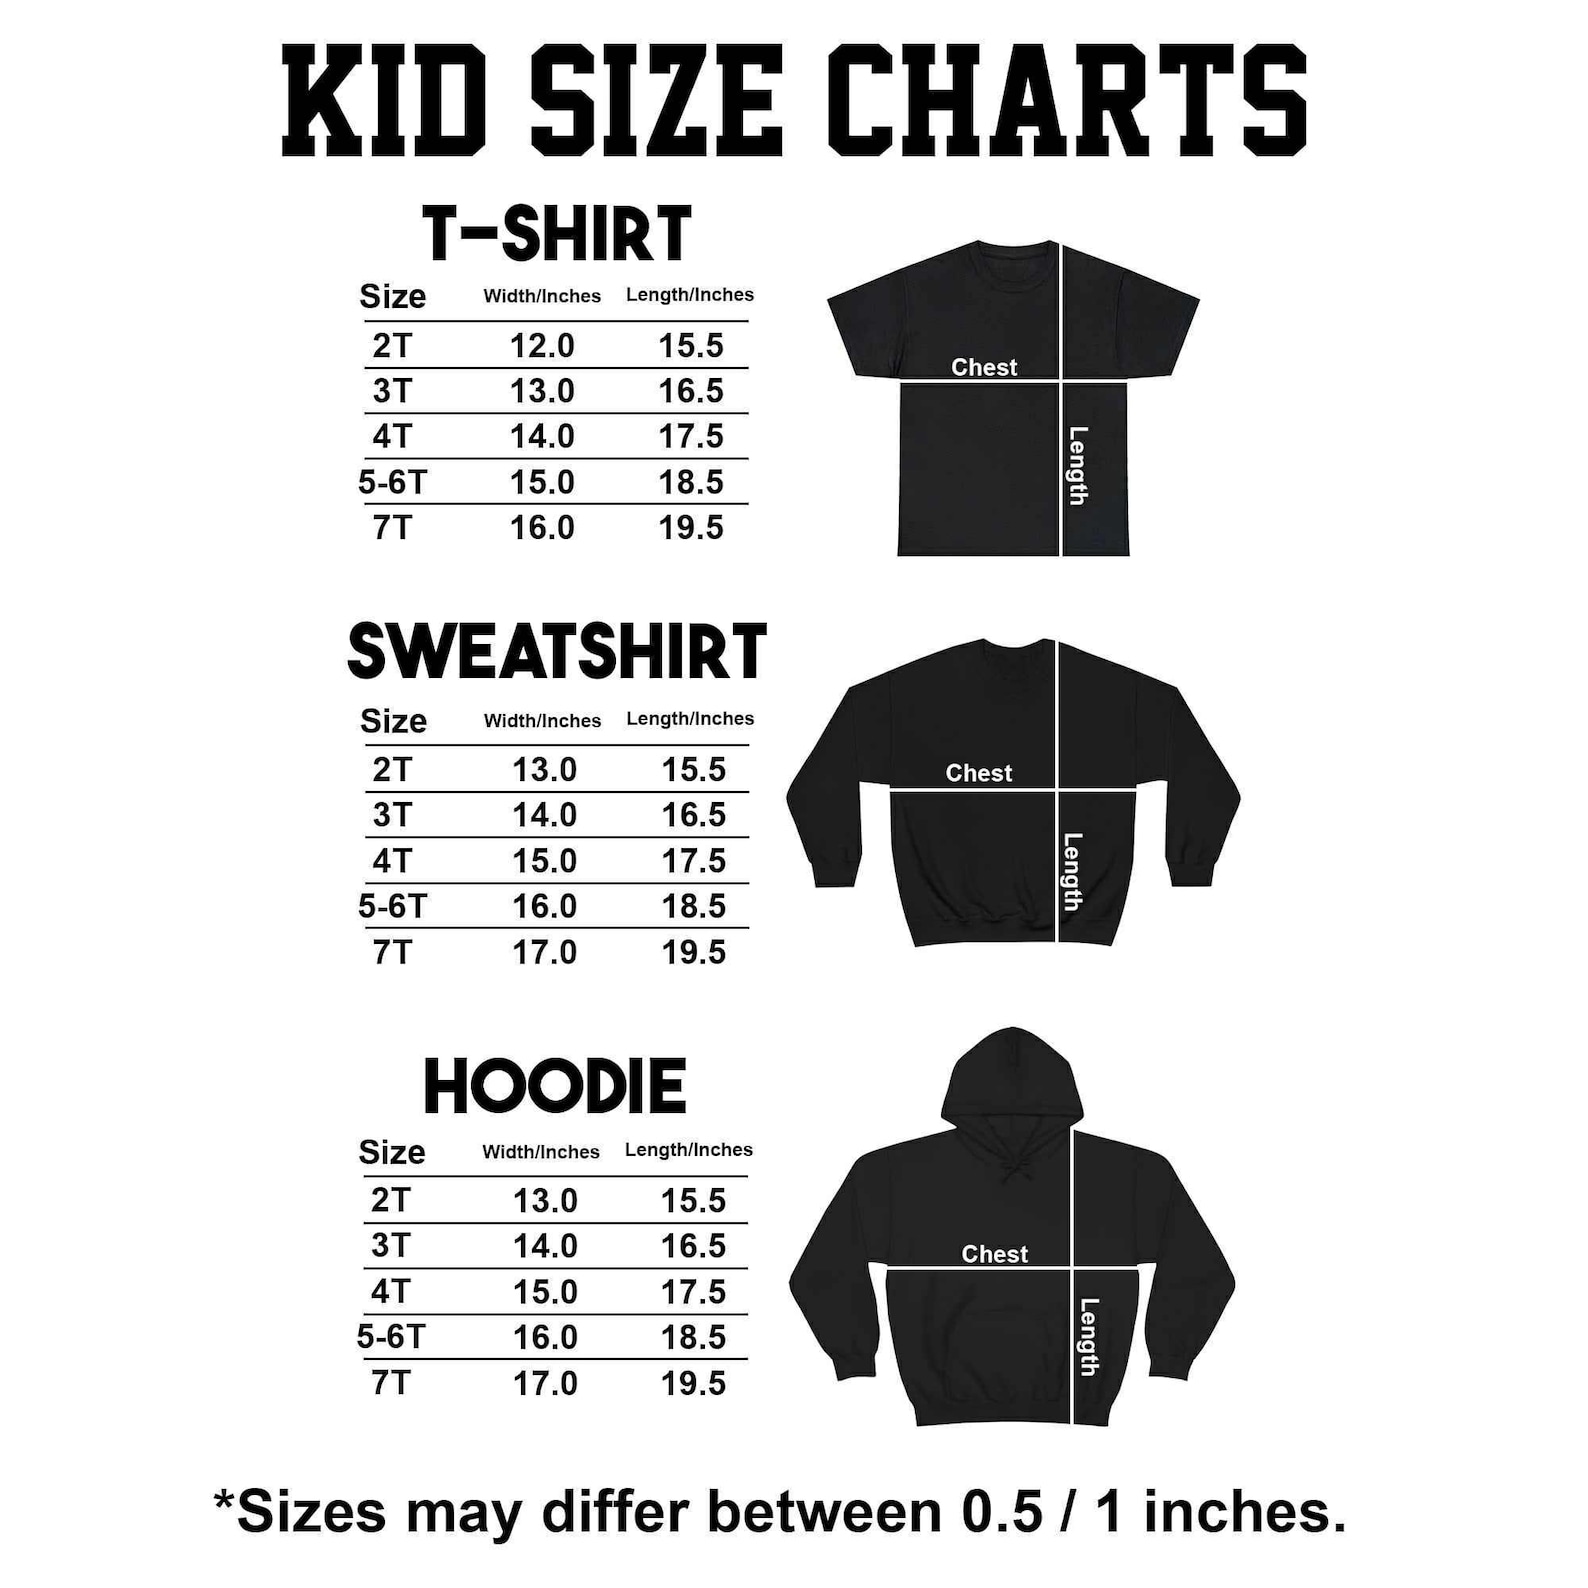 KID SIZE CHARTS
T-SHIRT
Size Width/Inches Length/Inches
2T 12.0 15.5
3T 13.0 16.5
4T 14.0 17.5
5-6T 15.0 18.5
7T 16.0 19.5
Chest
Length
SWEATSHIRT
Size Width/Inches Length/Inches
2T 13.0 15.5
3T 14.0 16.5
4T 15.0 17.5
5-6T 16.0 18.5
7T 17.0 19.5
Chest
Length
HOODIE
Size Width/Inches Length/Inches
2T 13.0 15.5
3T 14.0 16.5
4T 15.0 17.5
5-6T 16.0 18.5
7T 17.0 19.5
Chest
Length
*Sizes may differ between 0.5 / 1 inches.